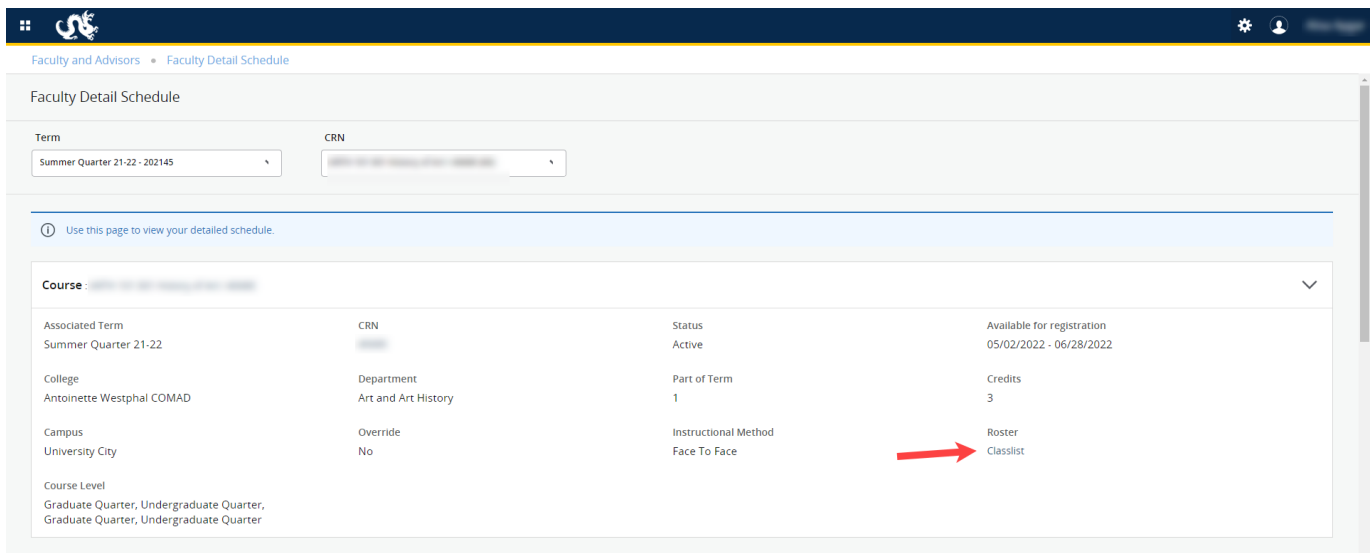 Faculty and Advisors • Faculty Detail Schedule
Faculty Detail Schedule
Term
CRN
Summer Quarter 21-22 - 202145
Use this page to view your detailed schedule.
Course :
Associated Term
CRN
Status
Available for registration
Summer Quarter 21-22
Active
05/02/2022 - 06/28/2022
College
Department
Part of Term
Credits
Antoinette Westphal COMAD
Art and Art History
1
3
Campus
Override
Instructional Method
Roster
University City
No
Face To Face
Classlist
Course Level
Graduate Quarter, Undergraduate Quarter,
Graduate Quarter, Undergraduate Quarter